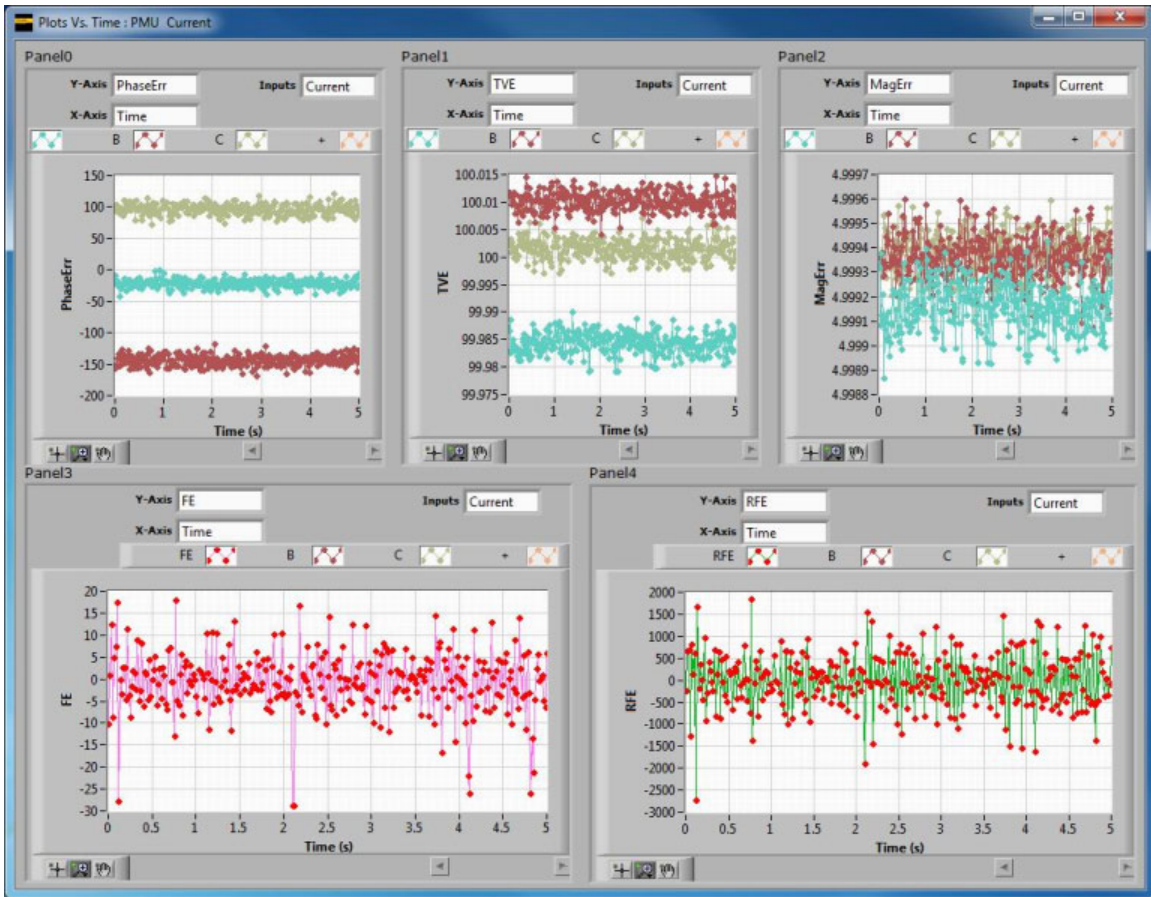 Plots Vs. Time : PMU Current
Panel0
Y-Axis PhaseErr Inputs Current
X-Axis Time
B C +
150
100
50
0
-50
-100
-150
-200
PhaseErr
0 1 2 3 4 5
Time (s)
Panel1
Y-Axis TVE Inputs Current
X-Axis Time
B C +
100.015
100.01
100.005
100
99.995
99.99
99.985
99.98
99.975
TVE
0 1 2 3 4 5
Time (s)
Panel2
Y-Axis MagErr Inputs Current
X-Axis Time
B C +
4.9997
4.9996
4.9995
4.9994
4.9993
4.9992
4.9991
4.999
4.9989
4.9988
MagErr
0 1 2 3 4 5
Time (s)
Panel3
Y-Axis FE Inputs Current
X-Axis Time
FE B C +
20
15
10
5
0
-5
-10
-15
-20
-25
-30
FE
0 0.5 1 1.5 2 2.5 3 3.5 4 4.5 5
Time (s)
Panel4
Y-Axis RFE Inputs Current
X-Axis Time
RFE B C +
2000
1500
1000
500
0
-500
-1000
-1500
-2000
-2500
-3000
RFE
0 0.5 1 1.5 2 2.5 3 3.5 4 4.5 5
Time (s)